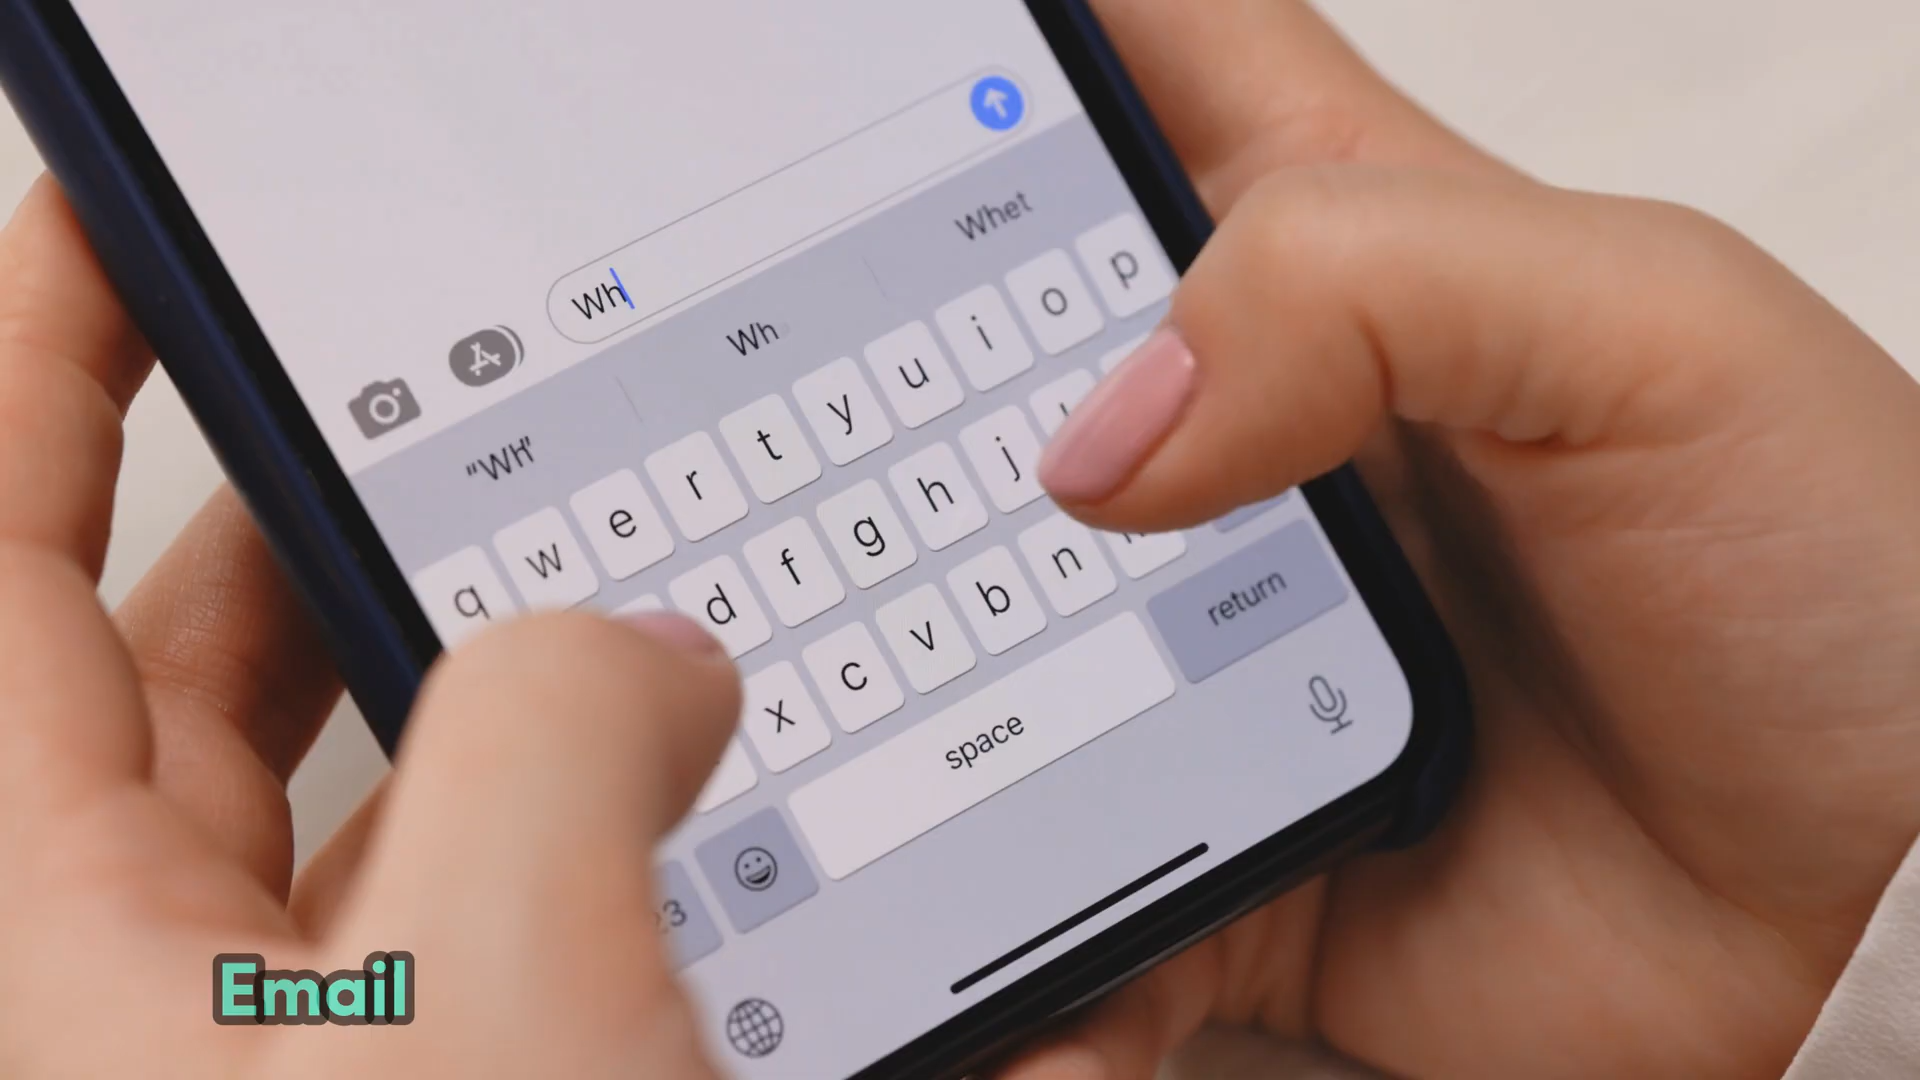 Wh
"Wh" Wh Whet
q w e r t y u i o p
d f g h j
x c v b n
space return
Email